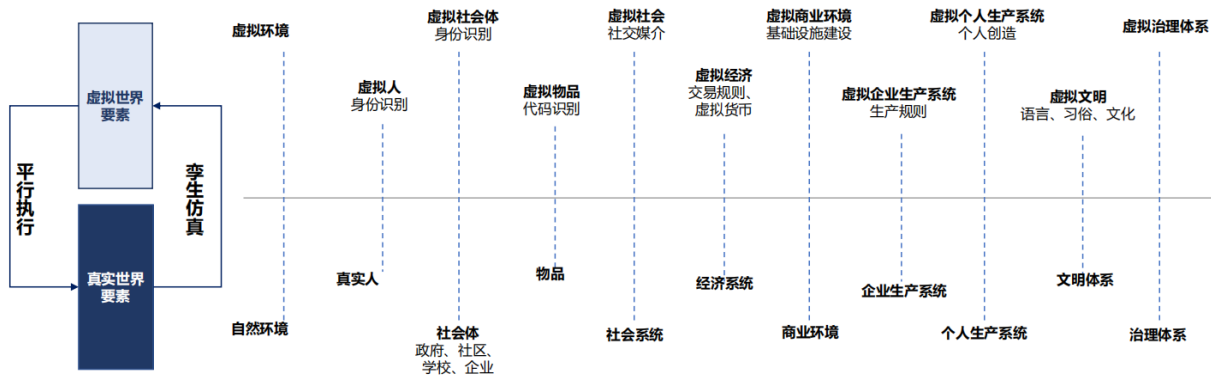 虚拟世界
要素
平行执行
孪生仿真
真实世界
要素
虚拟环境
虚拟人
身份识别
虚拟社会体
身份识别
虚拟物品
代码识别
虚拟社会
社交媒介
虚拟经济
交易规则、
虚拟货币
虚拟商业环境
基础设施建设
虚拟企业生产系统
生产规则
虚拟个人生产系统
个人创造
虚拟文明
语言、习俗、文化
虚拟治理体系
自然环境
真实人
社会体
政府、社区、
学校、企业
物品
社会系统
经济系统
商业环境
企业生产系统
个人生产系统
文明体系
治理体系